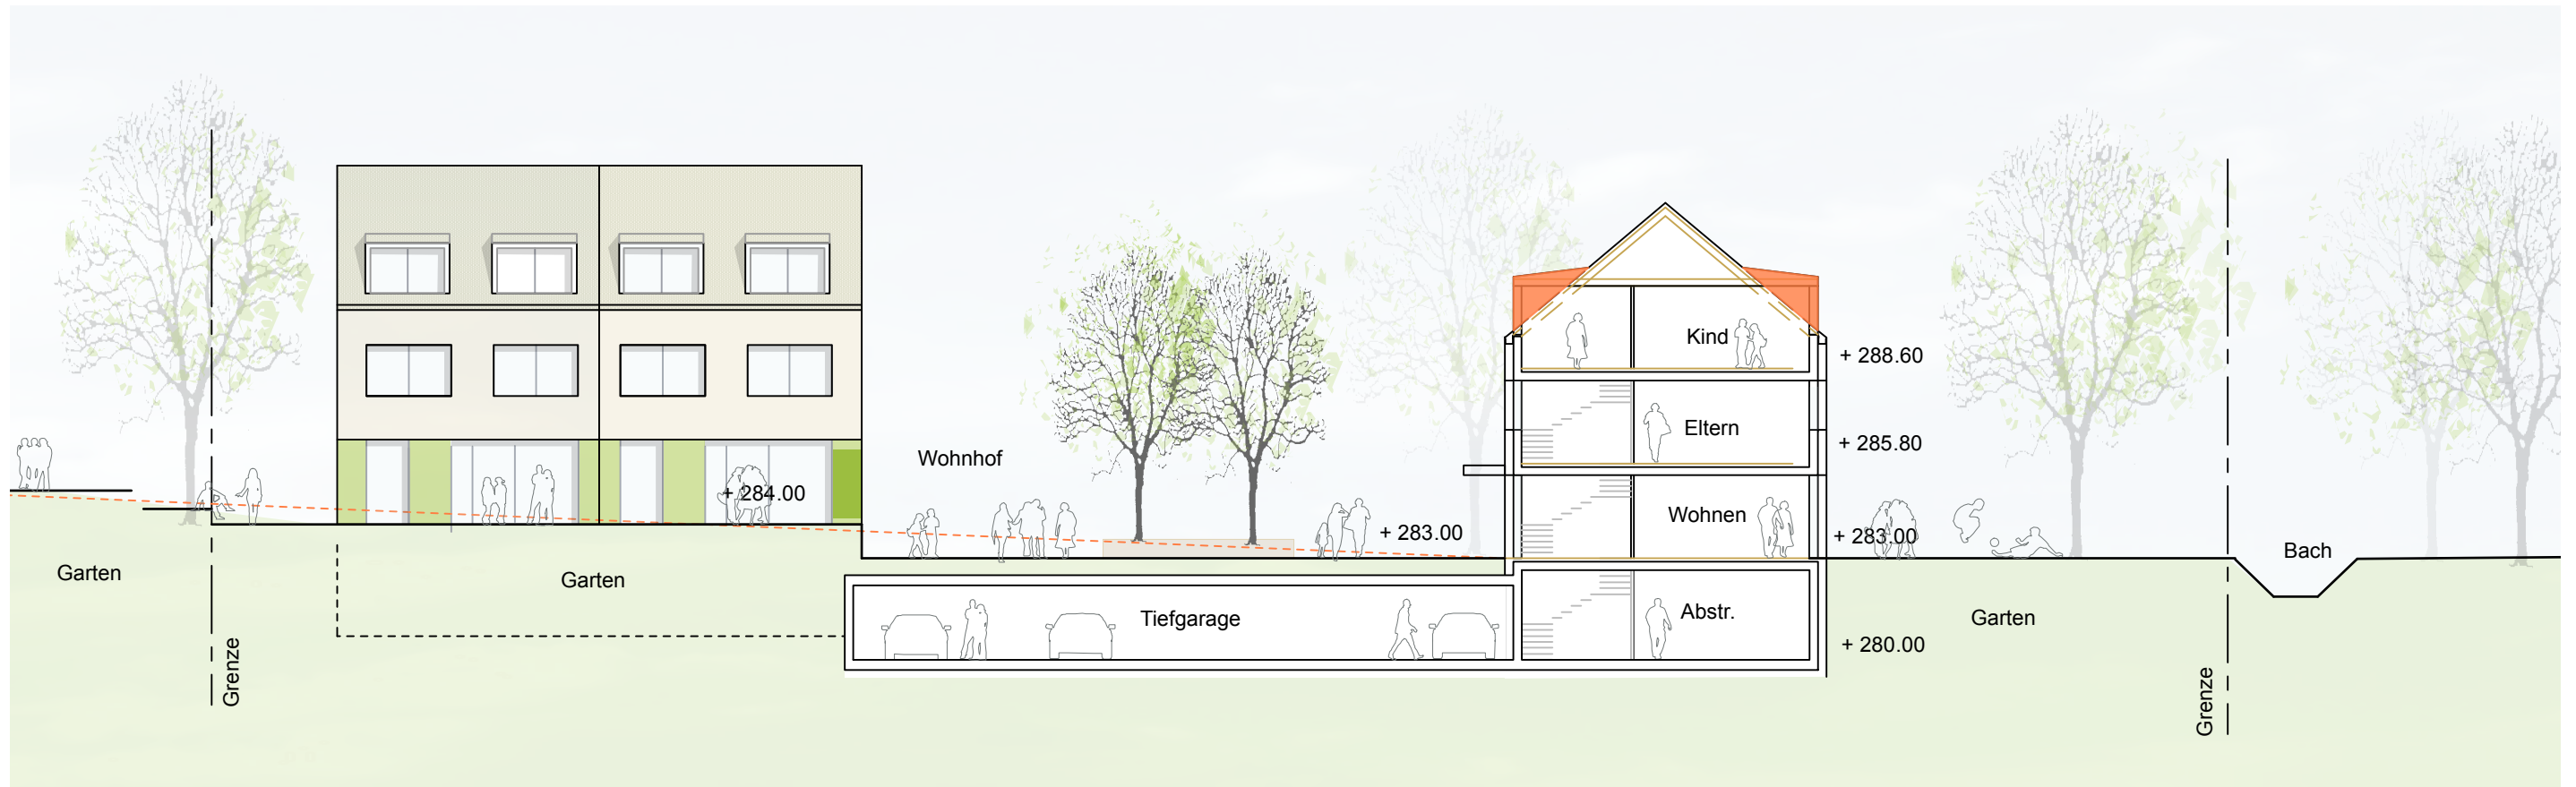 Kind
+ 288.60
Eltern
+ 285.80
Wohnhof
+ 284.00
Wohnen
+ 283.00
+ 283.00
Bach
Garten
Garten
Tiefgarage
Abstr.
Garten
+ 280.00
Grenze
Grenze